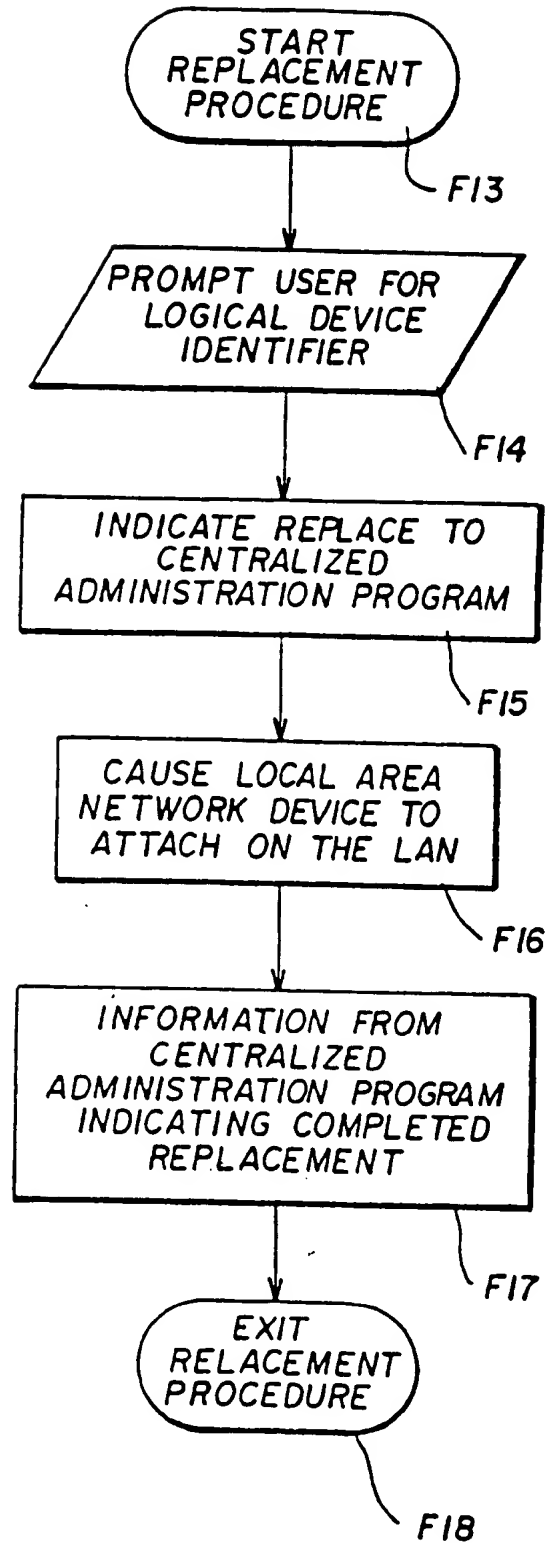 START
REPLACEMENT
PROCEDURE
F13
PROMPT USER FOR
LOGICAL DEVICE
IDENTIFIER
F14
INDICATE REPLACE TO
CENTRALIZED
ADMINISTRATION PROGRAM
F15
CAUSE LOCAL AREA
NETWORK DEVICE TO
ATTACH ON THE LAN
F16
INFORMATION FROM
CENTRALIZED
ADMINISTRATION PROGRAM
INDICATING COMPLETED
REPLACEMENT
F17
EXIT
RELACEMENT
PROCEDURE
F18